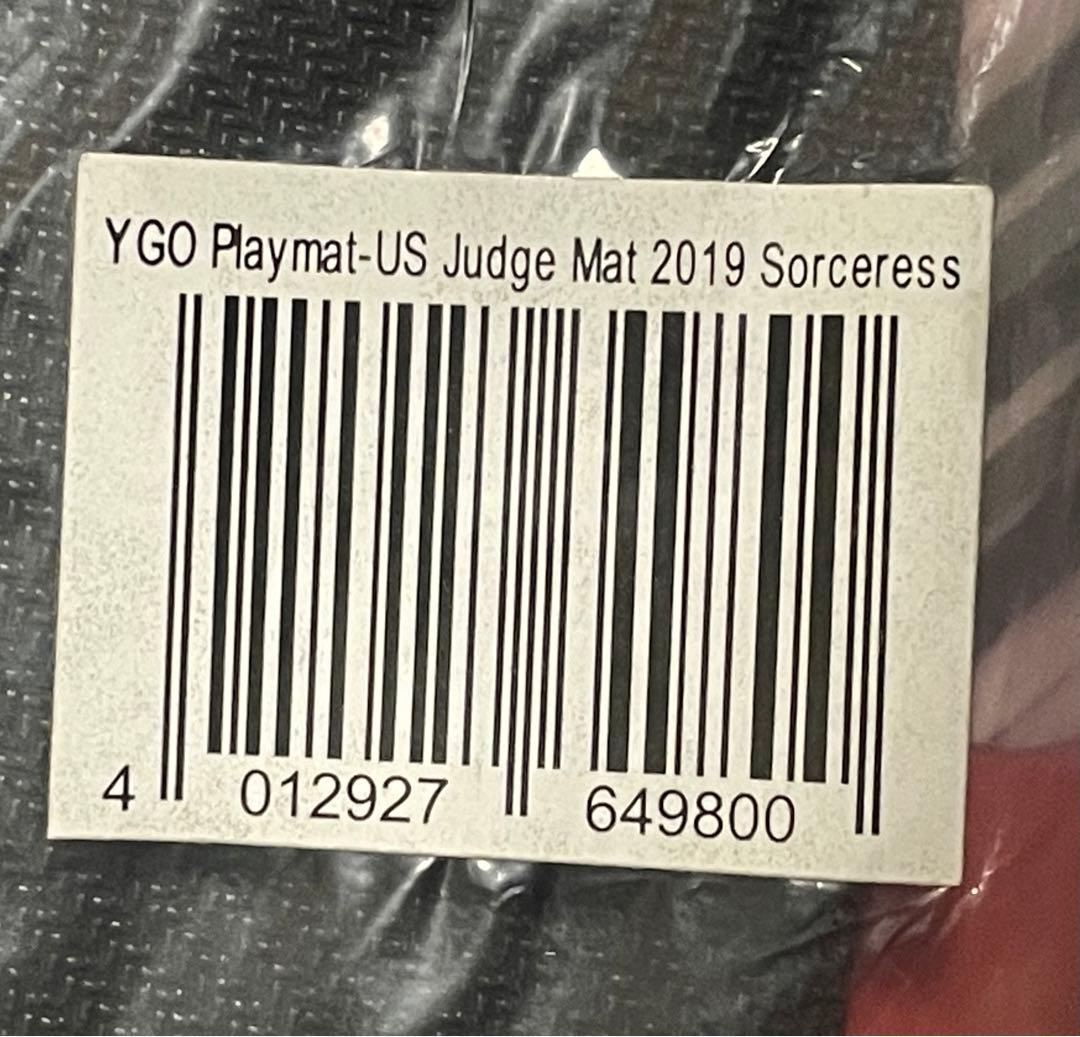 YGO Playmat-US Judge Mat 2019 Sorceress
4 012927 649800